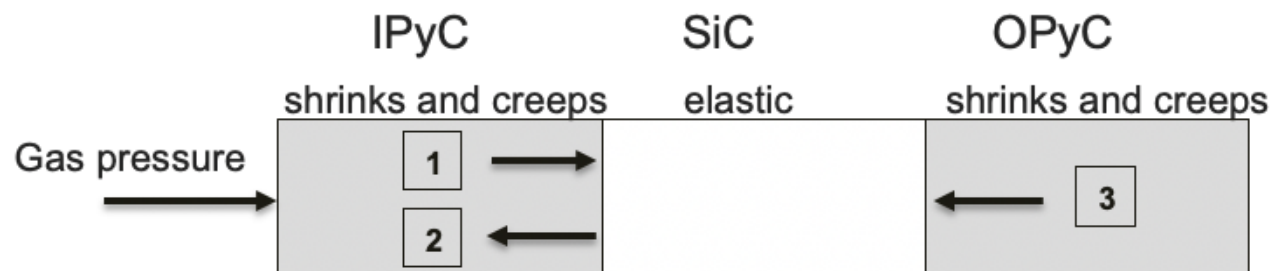 IPyC SiC OPyC
shrinks and creeps elastic shrinks and creeps
Gas pressure 1
2
3